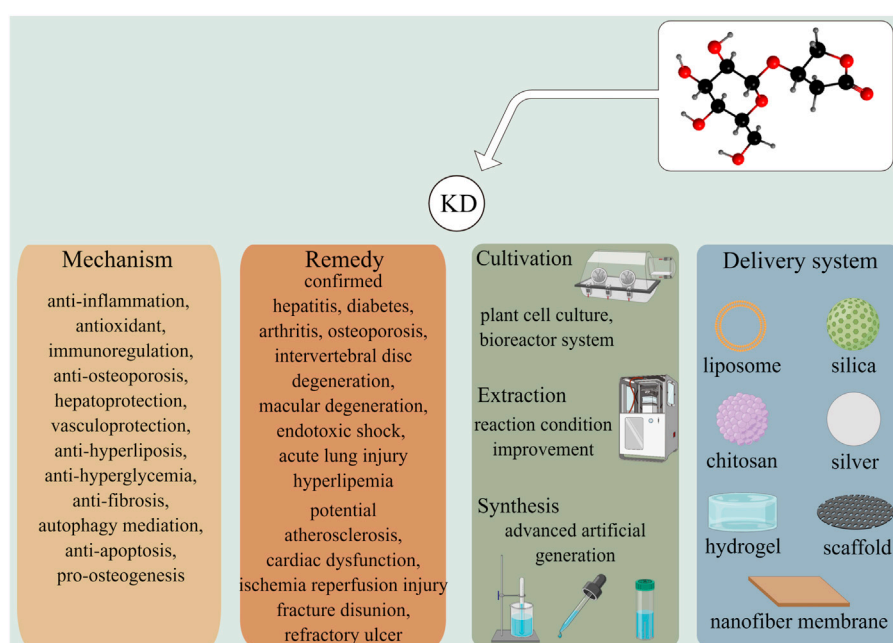 KD
Mechanism
anti-inflammation,
antioxidant,
immunoregulation,
anti-osteoporosis,
hepatoprotection,
vasculoprotection,
anti-hyperliposis,
anti-hyperglycemia,
anti-fibrosis,
autophagy mediation,
anti-apoptosis,
pro-osteogenesis
Remedy
confirmed
hepatitis, diabetes,
arthritis, osteoporosis,
intervertebral disc
degeneration,
macular degeneration,
endotoxic shock,
acute lung injury
hyperlipemia
potential
atherosclerosis,
cardiac dysfunction,
ischemia reperfusion injury
fracture disunion,
refractory ulcer
Cultivation
plant cell culture,
bioreactor system
Extraction
reaction condition
improvement
Synthesis
advanced artificial
generation
Delivery system
liposome
silica
chitosan
silver
hydrogel
scaffold
nanofiber membrane